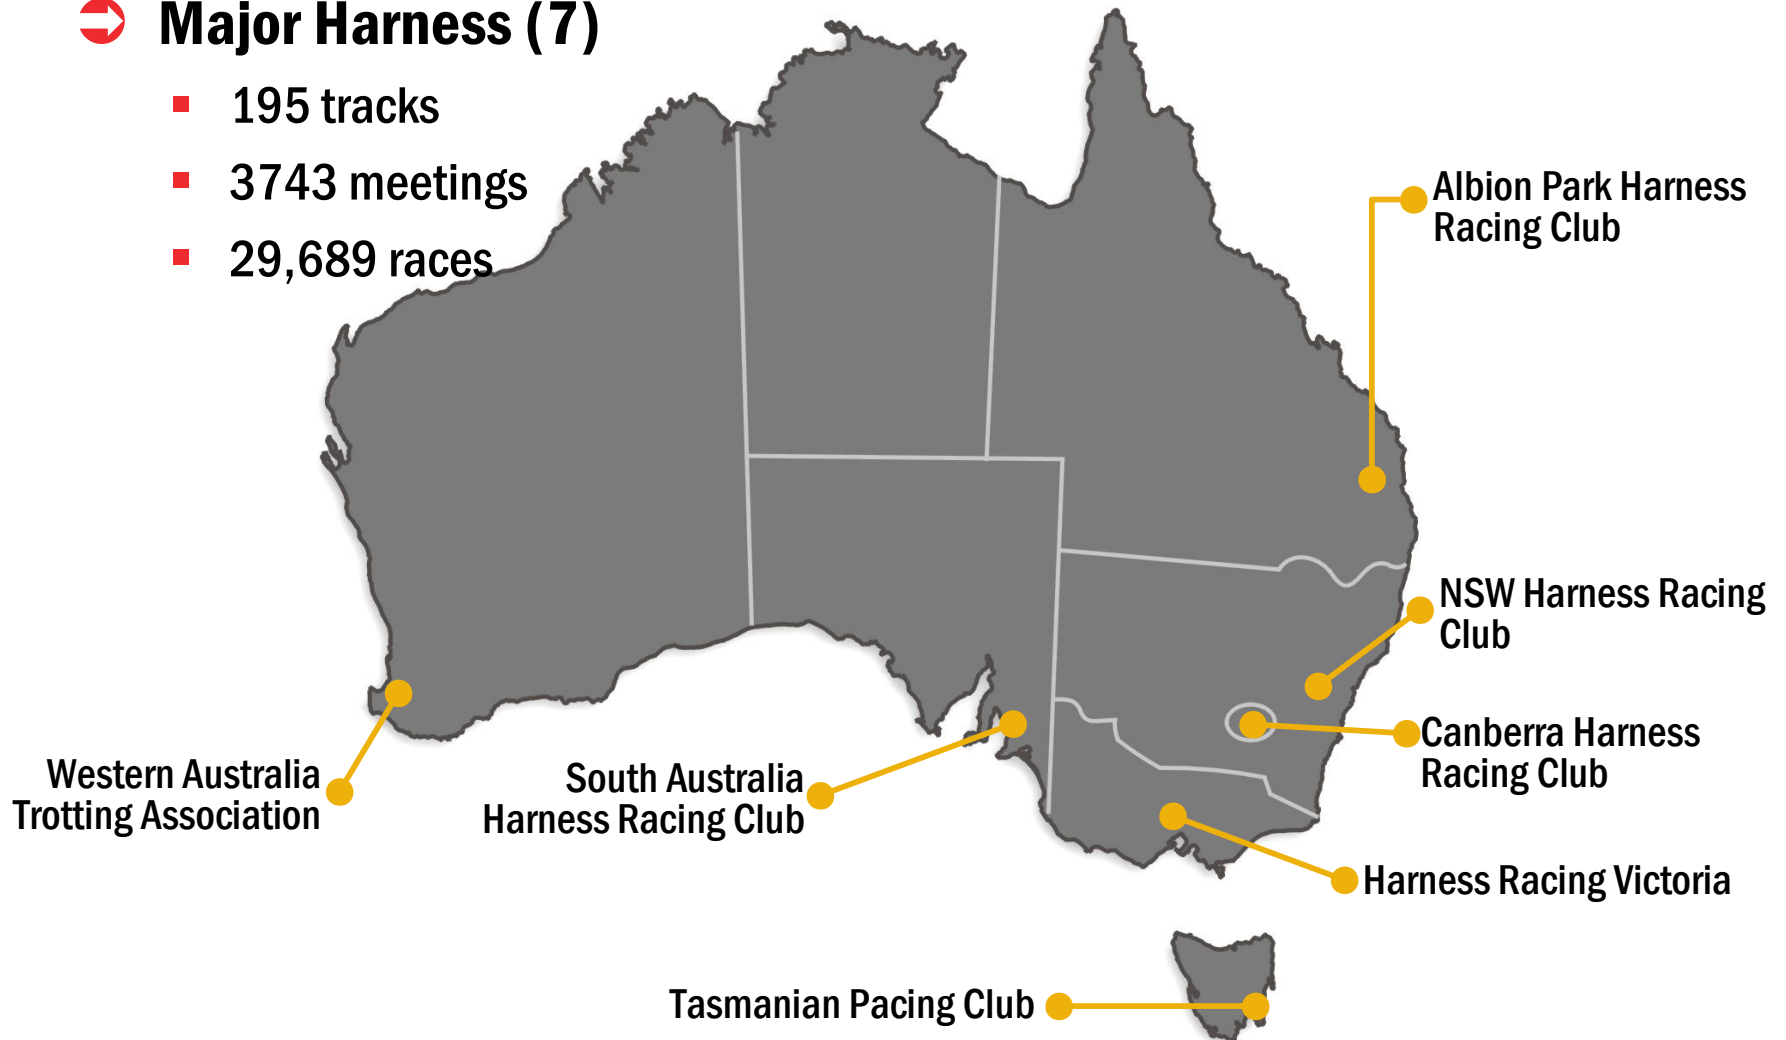 Major Harness (7)
195 tracks
3743 meetings
29,689 races
Albion Park Harness
Racing Club
NSW Harness Racing
Club
Canberra Harness
Racing Club
Western Australia
Trotting Association
South Australia
Harness Racing Club
Harness Racing Victoria
Tasmanian Pacing Club